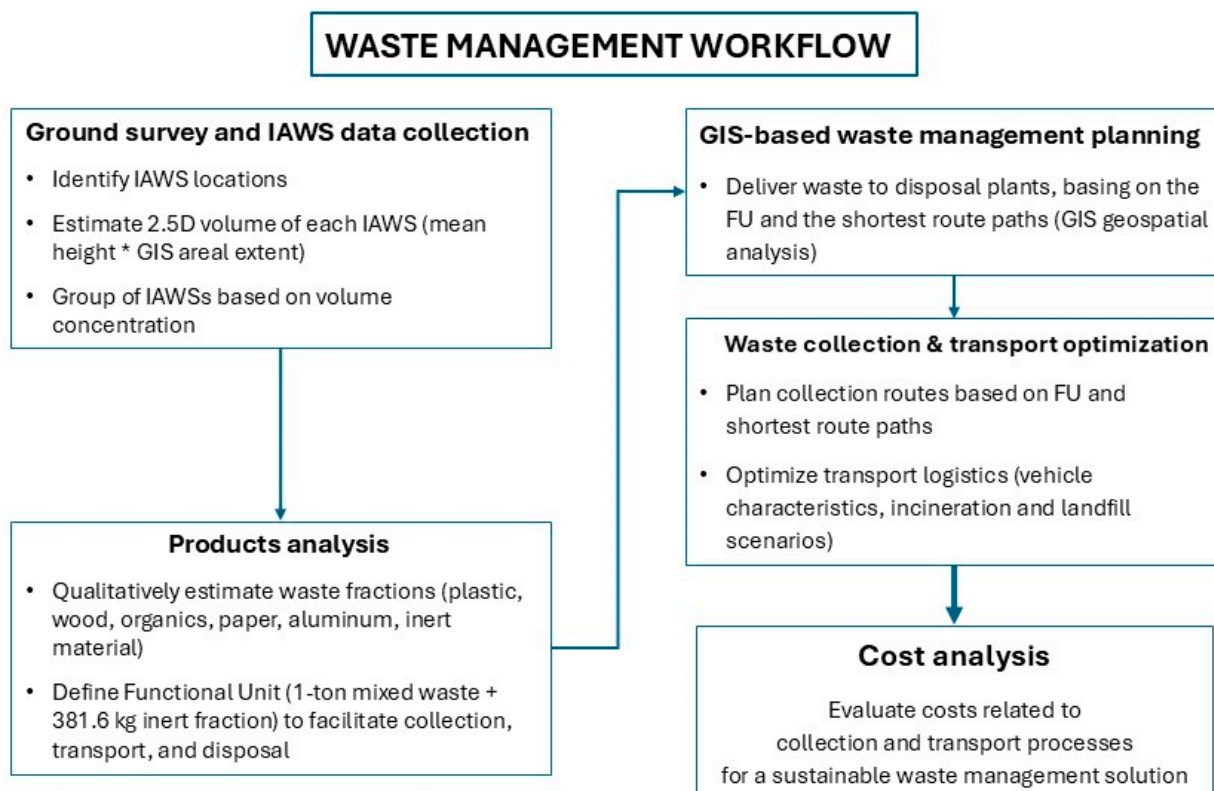 WASTE MANAGEMENT WORKFLOW
Ground survey and IAWS data collection
• Identify IAWS locations
• Estimate 2.5D volume of each IAWS (mean
height * GIS areal extent)
• Group of IAWSs based on volume
concentration
Products analysis
• Qualitatively estimate waste fractions (plastic,
wood, organics, paper, aluminum, inert
material)
• Define Functional Unit (1-ton mixed waste +
381.6 kg inert fraction) to facilitate collection,
transport, and disposal
GIS-based waste management planning
• Deliver waste to disposal plants, basing on the
FU and the shortest route paths (GIS geospatial
analysis)
Waste collection & transport optimization
• Plan collection routes based on FU and
shortest route paths
• Optimize transport logistics (vehicle
characteristics, incineration and landfill
scenarios)
Cost analysis
Evaluate costs related to
collection and transport processes
for a sustainable waste management solution